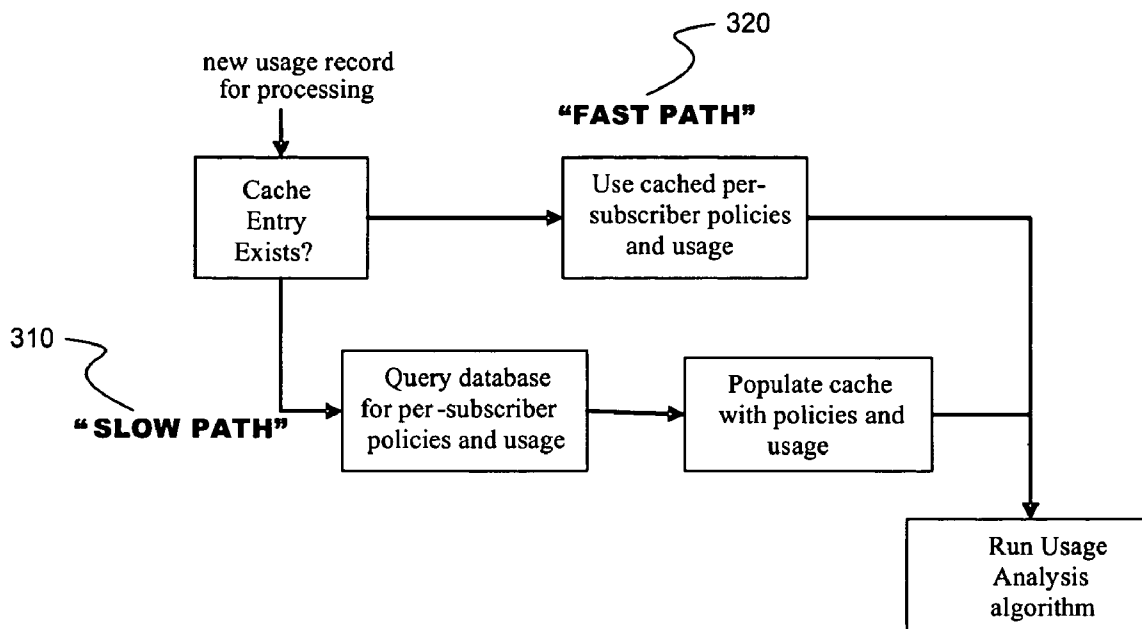 320
new usage record
for processing
“FAST PATH”
Cache
Entry
Exists?
Use cached per-
subscriber policies
and usage
310
“SLOW PATH”
Query database
for per-subscriber
policies and usage
Populate cache
with policies and
usage
Run Usage
Analysis
algorithm